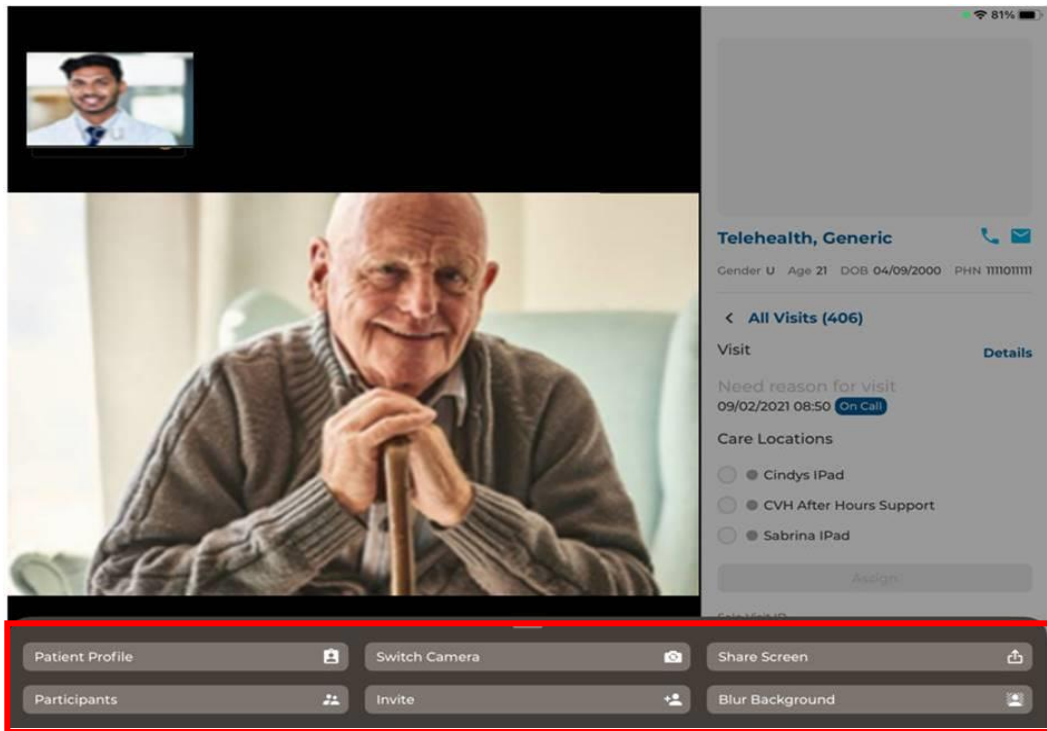 81%
Telehealth, Generic
Gender U Age 21 DOB 04/09/2000 PHN 1111011111
All Visits (406)
Visit Details
Need reason for visit
09/02/2021 08:50 On Call
Care Locations
Cindys IPad
CVH After Hours Support
Sabrina IPad
Assign
Patient Profile Switch Camera Share Screen
Participants Invite Blur Background